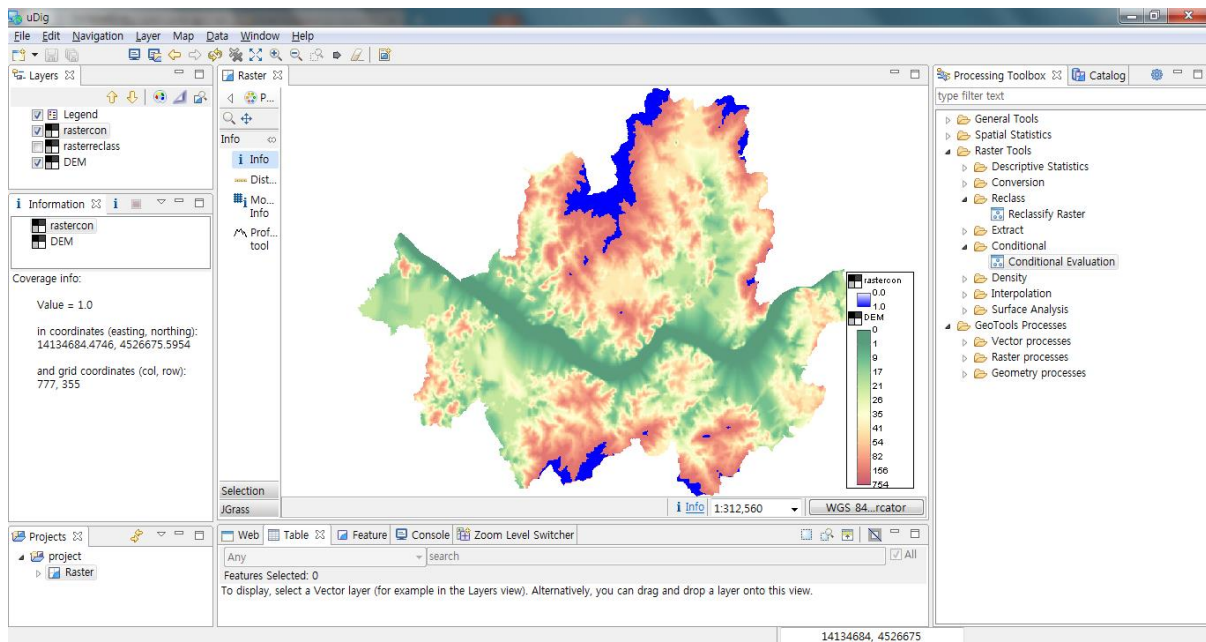 uDig
File Edit Navigation Layer Map Data Window Help
Layers
Legend
rastercon
rasterreclass
DEM
Information
rastercon
DEM
Coverage info:
Value = 1.0
in coordinates (easting, northing):
14134684.4746, 4526675.5954
and grid coordinates (col, row):
777, 355
Projects
project
Raster
Raster
P...
Info
Info
Dist...
Mo...
Info
Prof...
tool
Selection
JGrass
rastercon
0.0
1.0
DEM
0
1
9
17
21
26
35
41
54
82
156
754
Info 1:312,560 WGS 84...rcator
Web Table Feature Console Zoom Level Switcher
Any search All
Features Selected: 0
To display, select a Vector layer (for example in the Layers view). Alternatively, you can drag and drop a layer onto this view.
Processing Toolbox Catalog
type filter text
General Tools
Spatial Statistics
Raster Tools
Descriptive Statistics
Conversion
Reclass
Reclassify Raster
Extract
Conditional
Conditional Evaluation
Density
Interpolation
Surface Analysis
GeoTools Processes
Vector processes
Raster processes
Geometry processes
14134684, 4526675